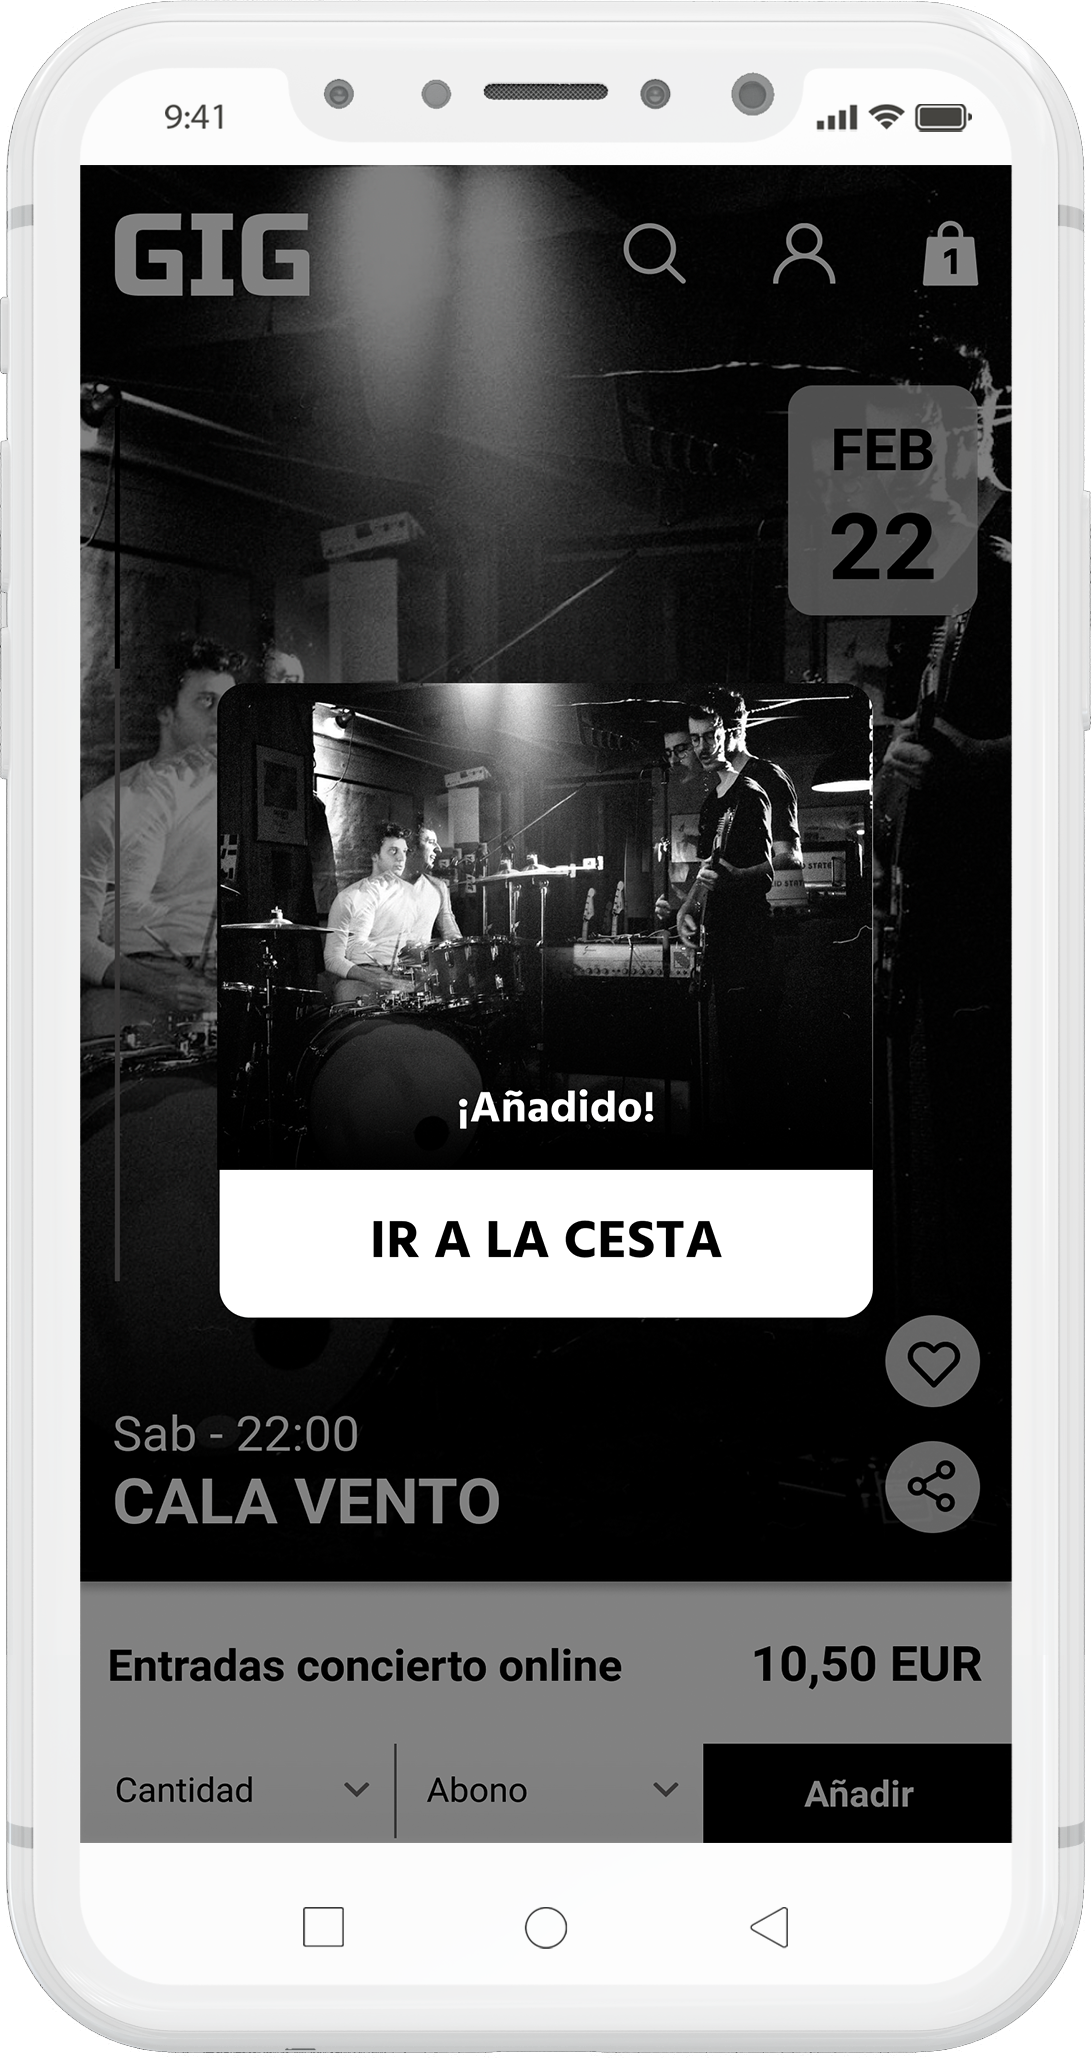 9:41
GIG
1
FEB
22
¡Añadido!
IR A LA CESTA
Sab - 22:00
CALA VENTO
Entradas concierto online
10,50 EUR
Cantidad
Abono
Añadir